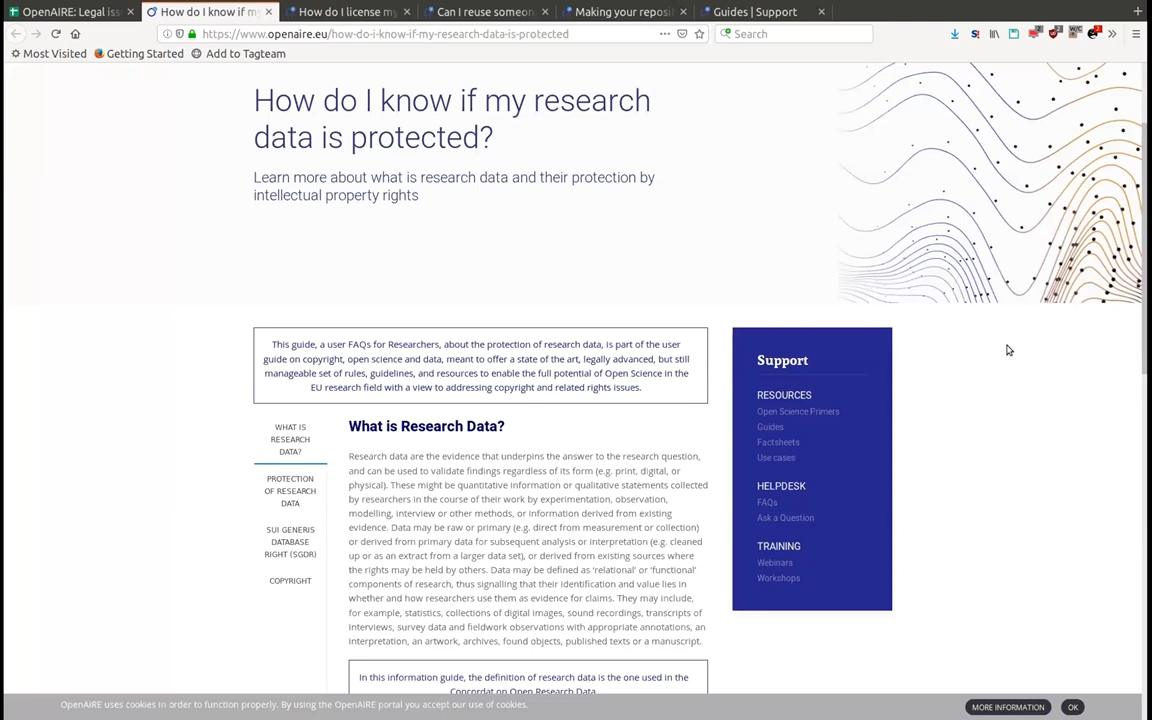 OpenAIRE: Legal iss
How do I know if m
How do I license my
Can I reuse someon
Making your reposi
Guides | Support
https://www.openaire.eu/how-do-i-know-if-my-research-data-is-protected
Search
Most Visited
Getting Started
Add to Tagteam
How do I know if my research
data is protected?
Learn more about what is research data and their protection by
intellectual property rights
This guide, a user FAQs for Researchers, about the protection of research data, is part of the user
guide on copyright, open science and data, meant to offer a state of the art, legally advanced, but still
manageable set of rules, guidelines, and resources to enable the full potential of Open Science in the
EU research field with a view to addressing copyright and related rights issues.
WHAT IS
RESEARCH
DATA?
PROTECTION
OF RESEARCH
DATA
SUI GENERIS
DATABASE
RIGHT (SGDR)
COPYRIGHT
What is Research Data?
Research data are the evidence that underpins the answer to the research question,
and can be used to validate findings regardless of its form (e.g. print, digital, or
physical). These might be quantitative information or qualitative statements collected
by researchers in the course of their work by experimentation, observation,
modelling, interview or other methods, or information derived from existing
evidence. Data may be raw or primary (e.g. direct from measurement or collection)
or derived from primary data for subsequent analysis or interpretation (e.g. cleaned
up or as an extract from a larger data set), or derived from existing sources where
the rights may be held by others. Data may be defined as ‘relational’ or ‘functional’
components of research, thus signalling that their identification and value lies in
whether and how researchers use them as evidence for claims. They may include,
for example, statistics, collections of digital images, sound recordings, transcripts of
interviews, survey data and fieldwork observations with appropriate annotations, an
interpretation, an artwork, archives, found objects, published texts or a manuscript.
In this information guide, the definition of research data is the one used in the
Concordat on Open Research Data
Support
RESOURCES
Open Science Primers
Guides
Factsheets
Use cases
HELPDESK
FAQs
Ask a Question
TRAINING
Webinars
Workshops
OpenAIRE uses cookies in order to function properly. By using the OpenAIRE portal you accept our use of cookies.
MORE INFORMATION
OK